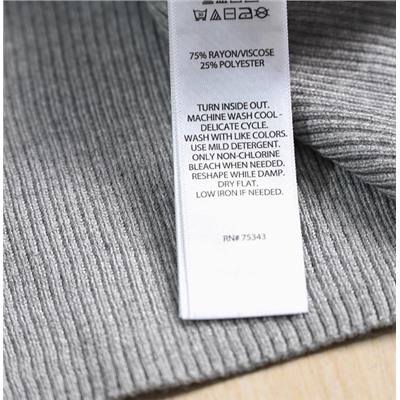 75% RAYON/VISCOSE
25% POLYESTER
TURN INSIDE OUT.
MACHINE WASH COOL -
DELICATE CYCLE.
WASH WITH LIKE COLORS.
USE MILD DETERGENT.
ONLY NON-CHLORINE
BLEACH WHEN NEEDED.
RESHAPE WHILE DAMP.
DRY FLAT.
LOW IRON IF NEEDED.
RN# 75343